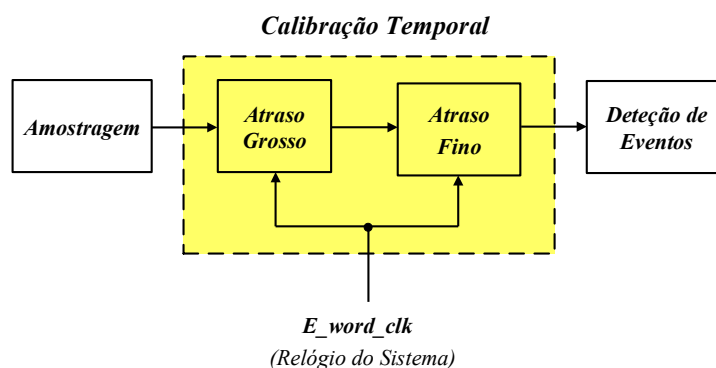 Calibração Temporal
Amostragem
Atraso
Grosso
Atraso
Fino
Deteção de
Eventos
E_word_clk
(Relógio do Sistema)